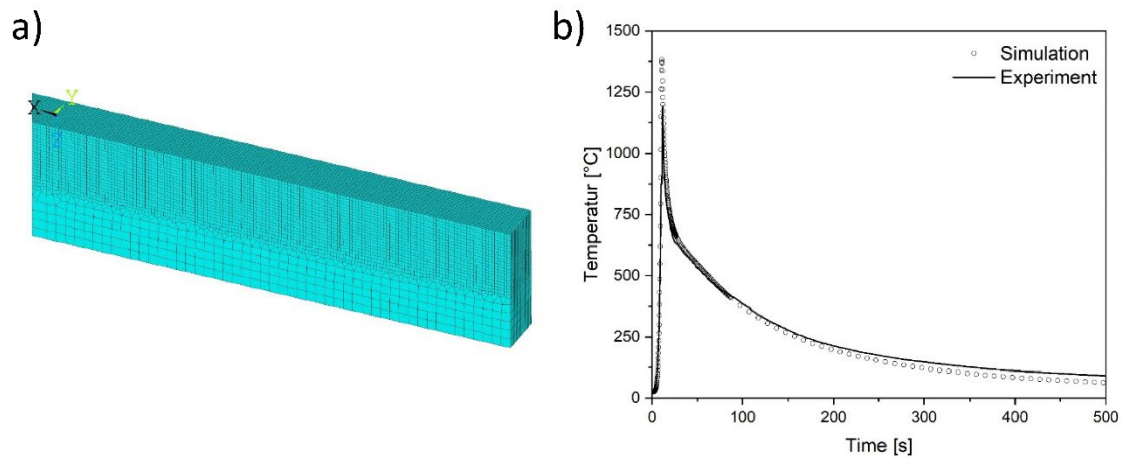 a)
X
Y
b)
1500
1250
1000
750
500
250
0
Temperatur [°C]
Simulation
Experiment
0 100 200 300 400 500
Time [s]